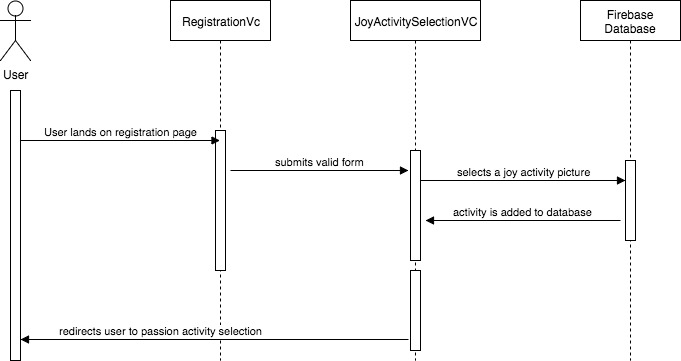 RegistrationVc
JoyActivitySelectionVC
Firebase
Database
User
User lands on registration page
submits valid form
selects a joy activity picture
activity is added to database
redirects user to passion activity selection